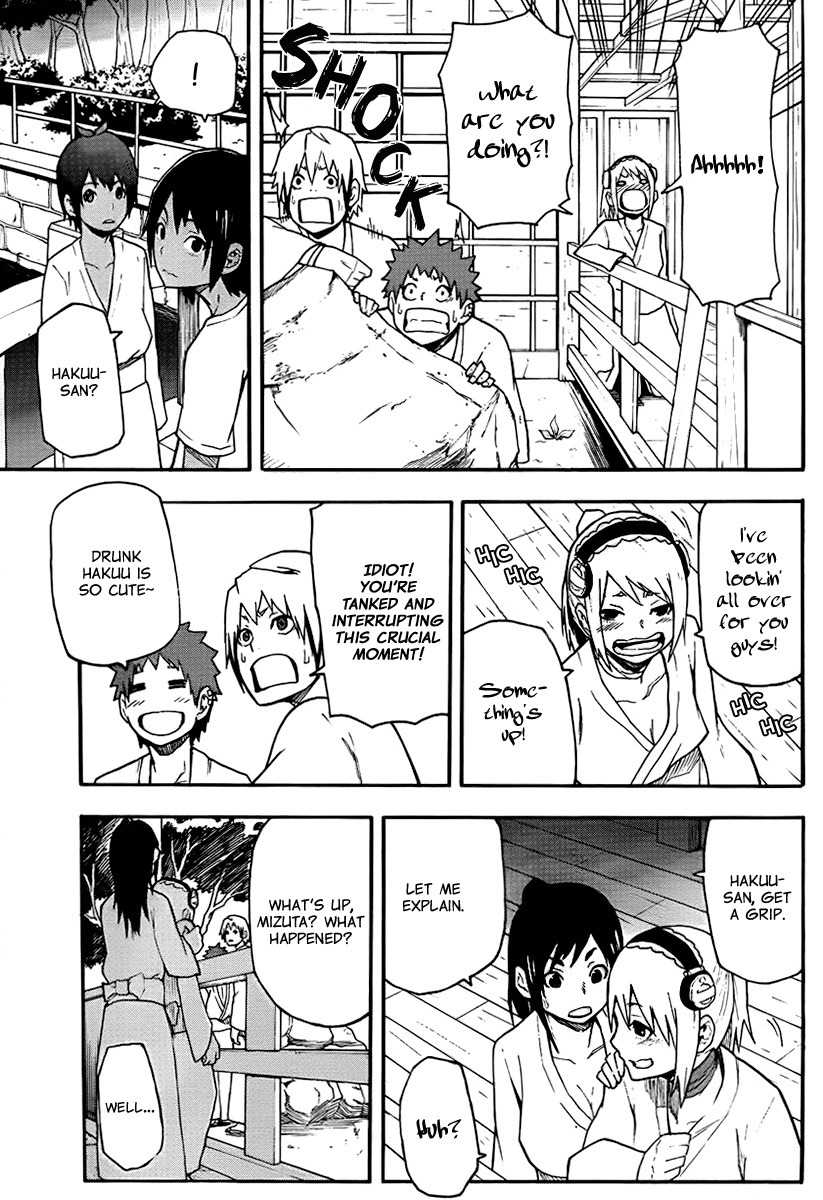 Ahhhhh!
What
are you
doing?!
SHOCK
!
HAKUU-
SAN?
I've
been
lookin'
all over
for you
guys!
HIC
HIC
HIC
HIC
Some-
thing's
up!
IDIOT!
YOU'RE
TANKED AND
INTERRUPTING
THIS CRUCIAL
MOMENT!
DRUNK
HAKUU IS
SO CUTE~
HAKUU-
SAN, GET
A GRIP.
LET ME
EXPLAIN.
Huh?
WHAT'S UP,
MIZUTA? WHAT
HAPPENED?
WELL...